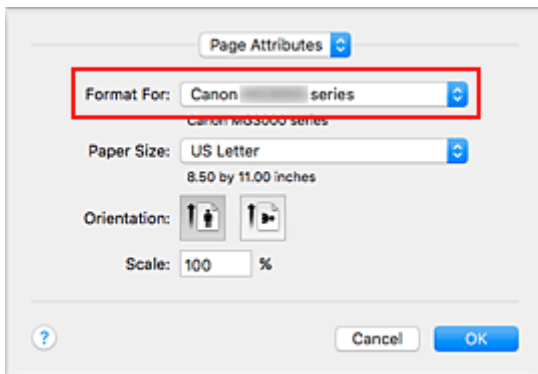 Page Attributes
Format For: Canon series
Canon MG3000 series
Paper Size: US Letter
8.50 by 11.00 inches
Orientation:
Scale: 100 %
? Cancel OK